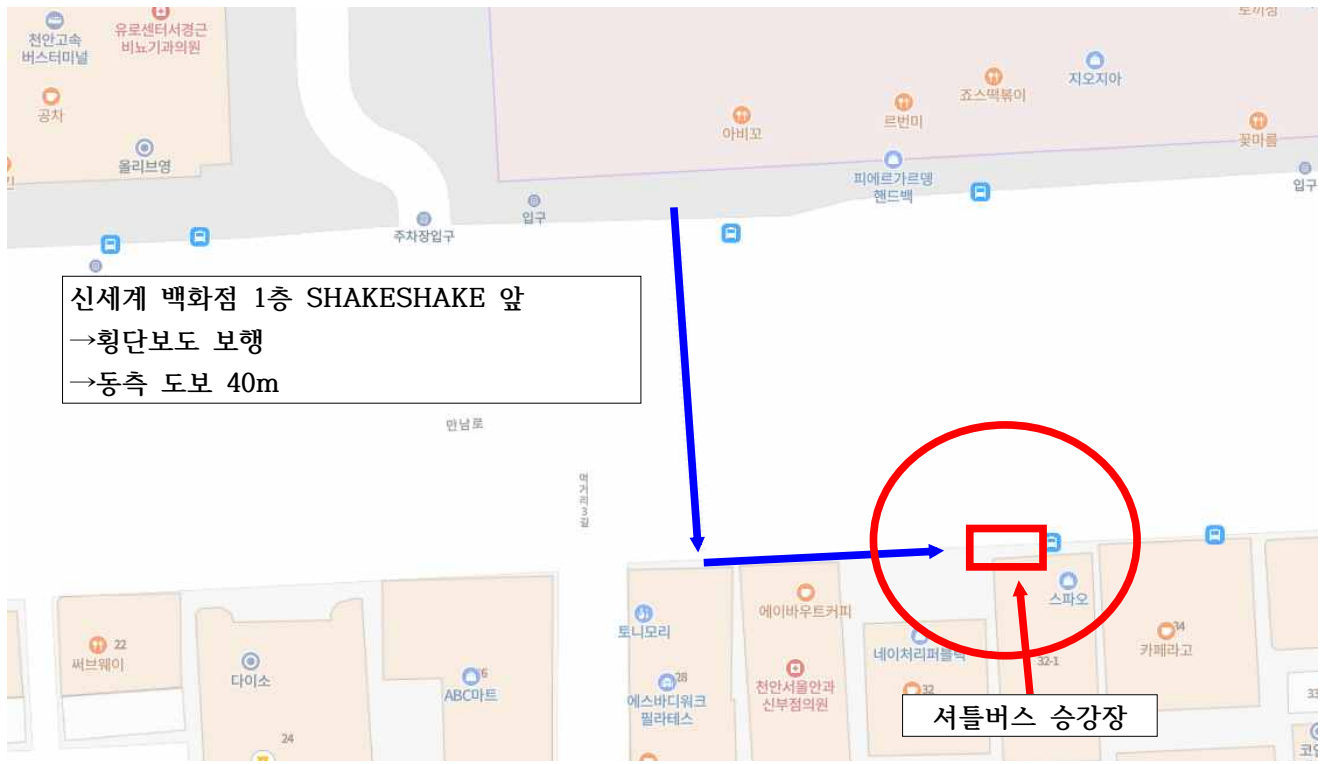 천안고속
버스터미널
유로센터서경근
비뇨기과의원
공차
올리브영
주차장입구
입구
아비꼬
르번미
죠스떡볶이
지오지아
꽃마름
피에르가르뎅
핸드백
입구
신세계 백화점 1층 SHAKESHAKE 앞
→횡단보도 보행
→동측 도보 40m
만남로
먹거리3길
22
써브웨이
다이소
24
ABC마트
토니모리
28
에스바디워크
필라테스
에이바우트커피
천안서울안과
신부점의원
네이처리퍼블릭
32
스파오
32-1
34
카페라고
33
셔틀버스 승강장